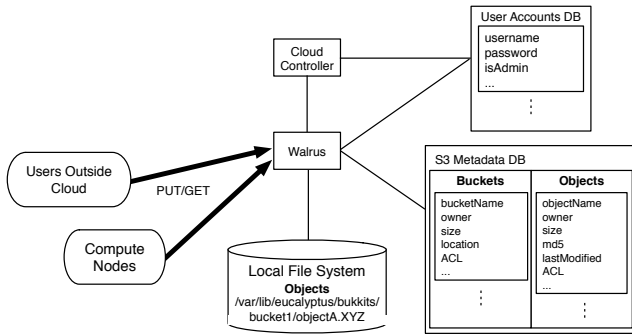 User Accounts DB
username
password
isAdmin
...
Cloud
Controller
Walrus
Users Outside
Cloud
PUT/GET
Compute
Nodes
S3 Metadata DB
Buckets
bucketName
owner
size
location
ACL
...
Objects
objectName
owner
size
md5
lastModified
ACL
...
Local File System
Objects
/var/lib/eucalyptus/bukkits/
bucket1/objectA.XYZ